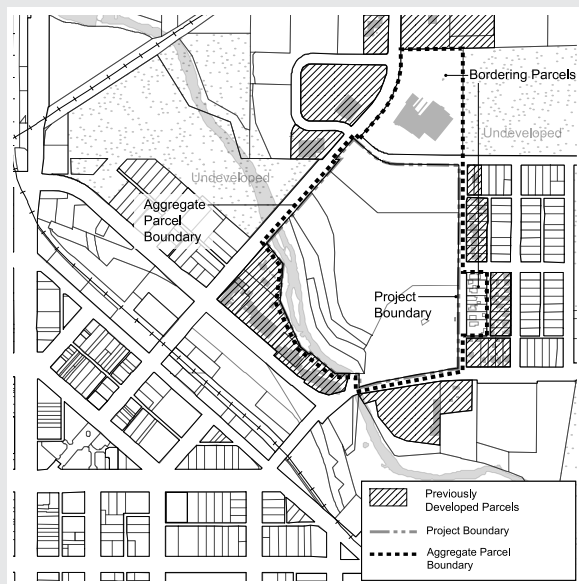 Bordering Parcels
Undeveloped
Undeveloped
Aggregate
Parcel
Boundary
Project
Boundary
Previously
Developed Parcels
Project Boundary
Aggregate Parcel
Boundary